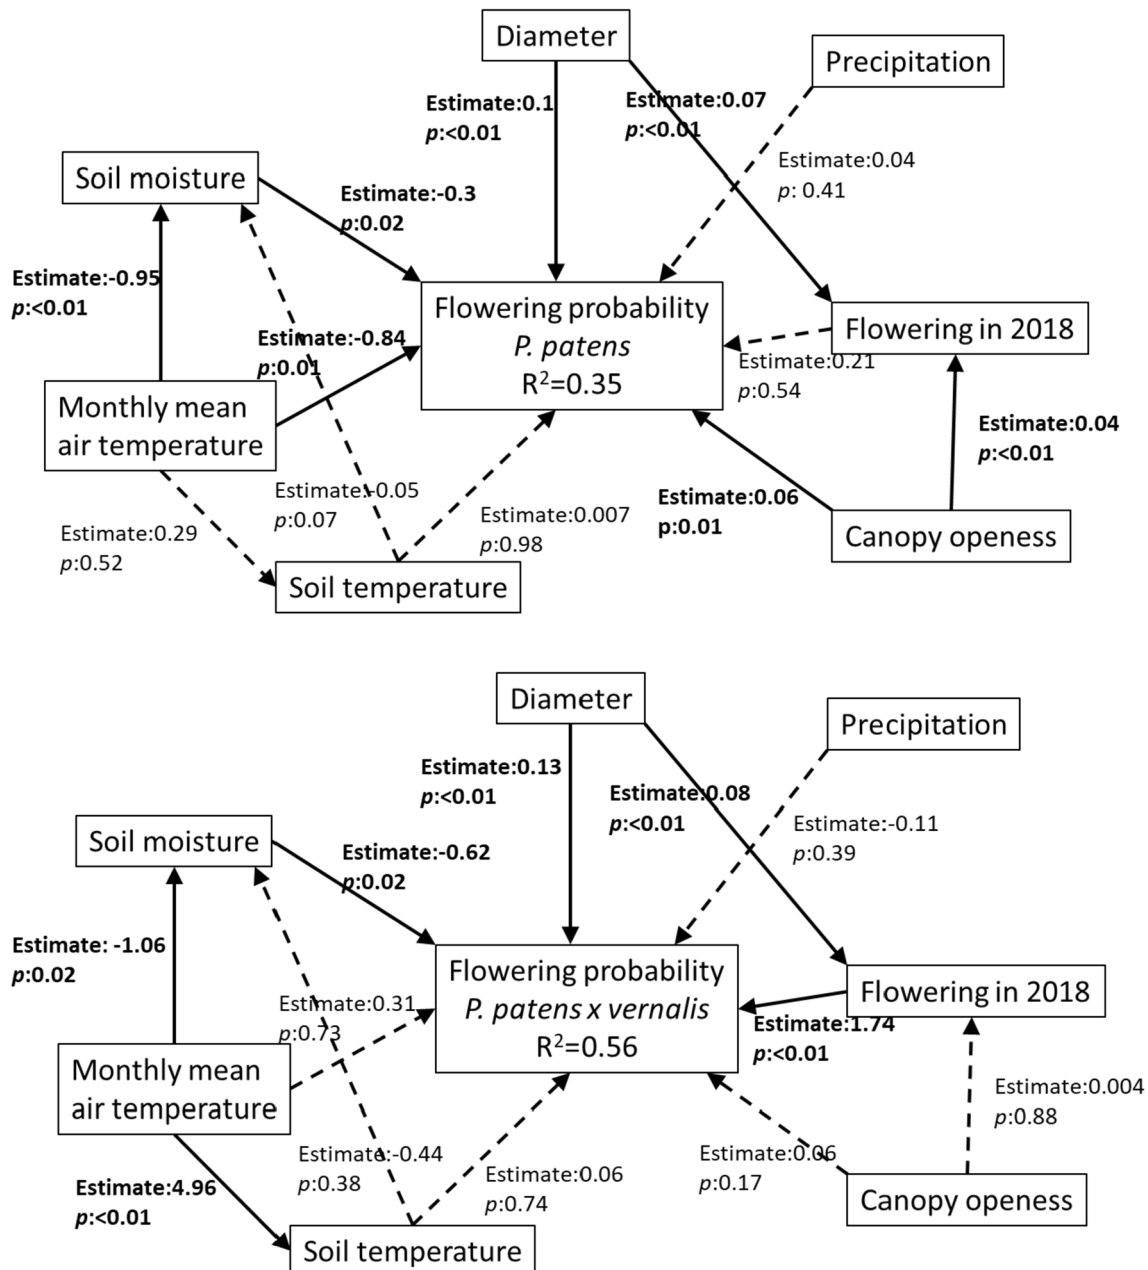 Diameter
Precipitation
Estimate:0.1
p:<0.01
Estimate:0.07
p:<0.01
Estimate:0.04
p: 0.41
Soil moisture
Estimate:-0.3
p:0.02
Estimate:-0.95
p:<0.01
Estimate:-0.84
p:0.01
Flowering probability
P. patens
R²=0.35
Flowering in 2018
Estimate:0.21
p:0.54
Monthly mean
air temperature
Estimate:0.04
p:<0.01
Estimate:-0.05
p:0.07
Estimate:0.007
p:0.98
Estimate:0.06
p:0.01
Estimate:0.29
p:0.52
Canopy openess
Soil temperature
Diameter
Precipitation
Estimate:0.13
p:<0.01
Estimate:0.08
p:<0.01
Estimate:-0.11
p:0.39
Soil moisture
Estimate:-0.62
p:0.02
Estimate: -1.06
p:0.02
Estimate:0.31
p:0.73
Flowering probability
P. patens x vernalis
R²=0.56
Flowering in 2018
Estimate:1.74
p:<0.01
Monthly mean
air temperature
Estimate:0.004
p:0.88
Estimate:-0.44
p:0.38
Estimate:0.06
p:0.74
Estimate:0.06
p:0.17
Estimate:4.96
p:<0.01
Canopy openess
Soil temperature